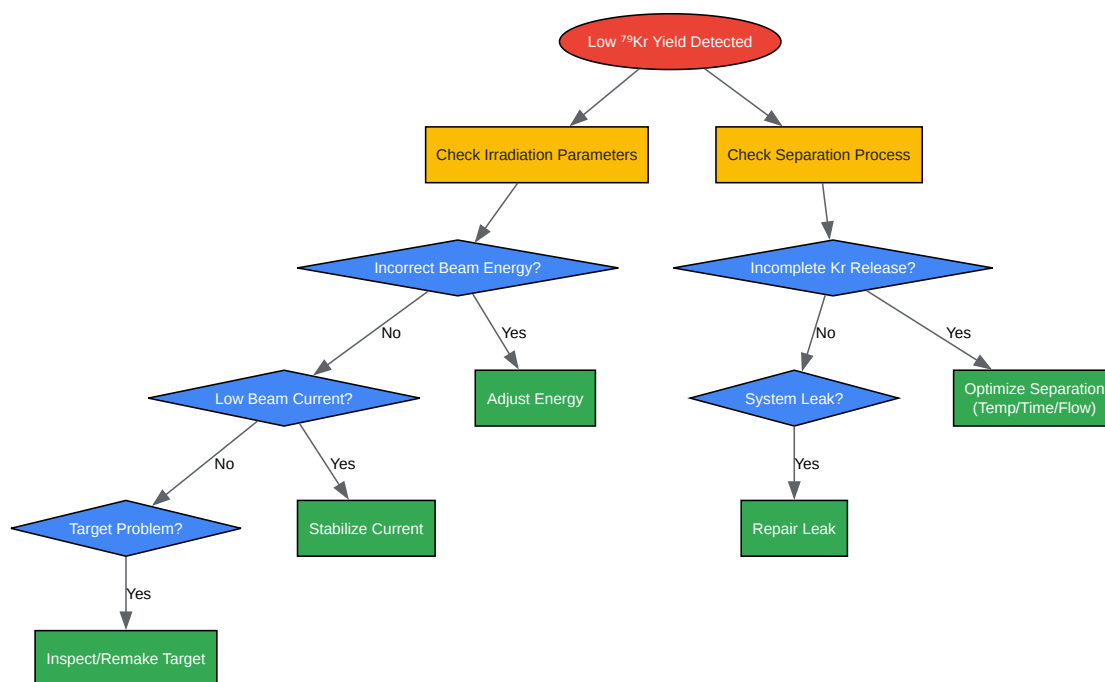 Low ⁷⁹Kr Yield Detected
Check Irradiation Parameters
Check Separation Process
Incorrect Beam Energy?
Incomplete Kr Release?
No
Yes
No
Yes
Low Beam Current?
Adjust Energy
System Leak?
Optimize Separation
(Temp/Time/Flow)
No
Yes
Yes
Target Problem?
Stabilize Current
Repair Leak
Yes
Inspect/Remake Target